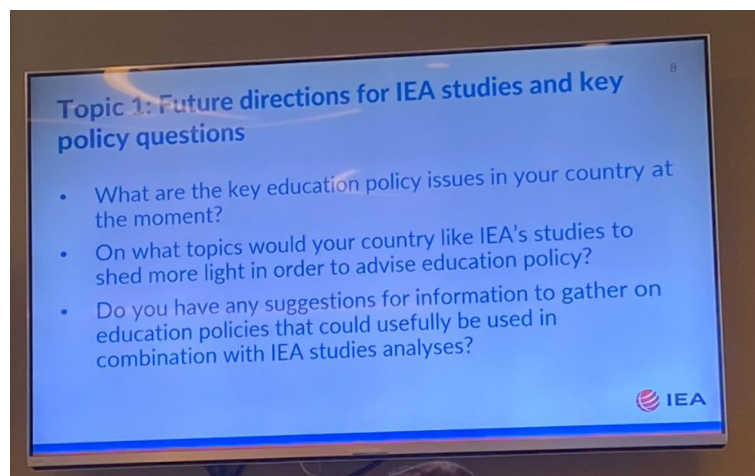 8
Topic 1: Future directions for IEA studies and key
policy questions
• What are the key education policy issues in your country at
the moment?
• On what topics would your country like IEA's studies to
shed more light in order to advise education policy?
• Do you have any suggestions for information to gather on
education policies that could usefully be used in
combination with IEA studies analyses?
IEA